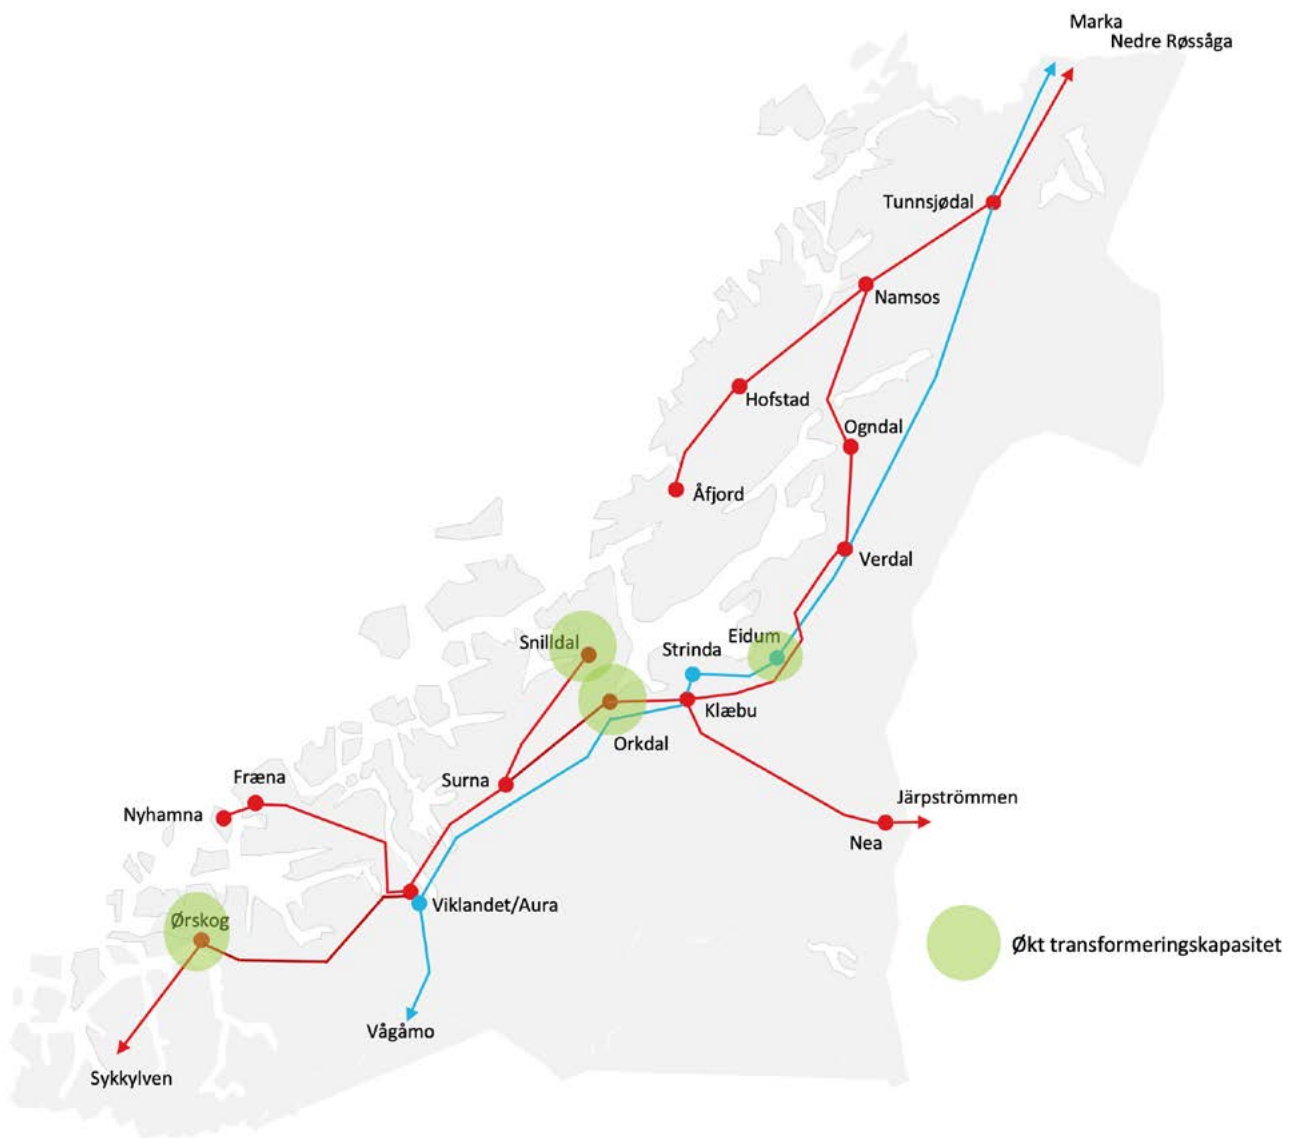 Marka
Nedre Røssåga
Tunnsjødal
Namsos
Hofstad
Ogndal
Åfjord
Verdal
Snilldal
Strinda
Eidum
Klæbu
Orkdal
Surna
Fræna
Nyhamna
Järpströmmen
Nea
Viklandet/Aura
Ørskog
Økt transformeringskapasitet
Vågåmo
Sykkylven